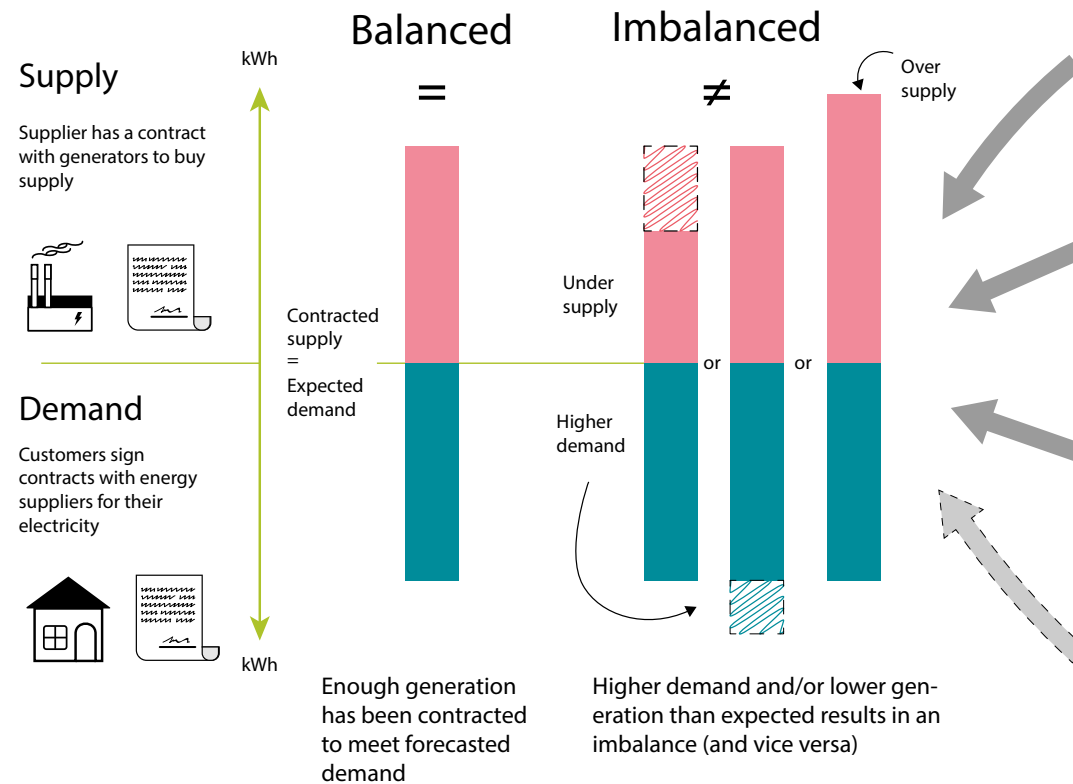 Balanced
Imbalanced
=
≠
Supply
Supplier has a contract
with generators to buy
supply
kWh
Over
supply
Under
supply
Contracted
supply
=
Expected
demand
or
or
Demand
Customers sign
contracts with energy
suppliers for their
electricity
Higher
demand
kWh
Enough generation
has been contracted
to meet forecasted
demand
Higher demand and/or lower gen-
eration than expected results in an
imbalance (and vice versa)